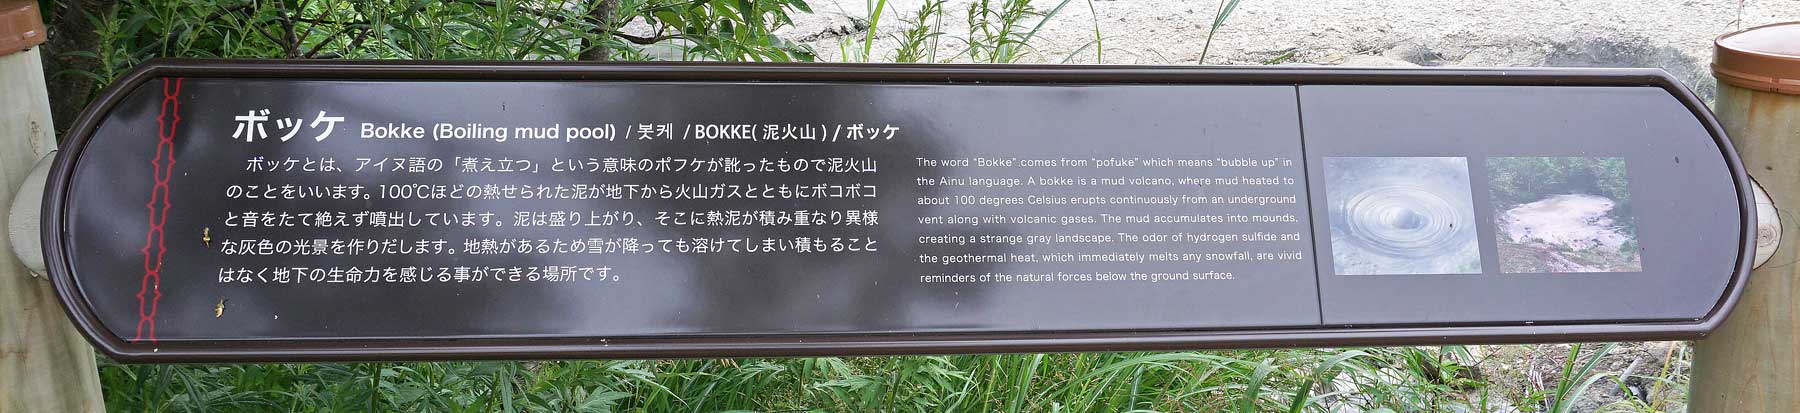 ボッケ Bokke (Boiling mud pool) / 봇케 / BOKKE( 泥火山 ) / ボッケ
ボッケとは、アイヌ語の「煮え立つ」という意味のポフケが訛ったもので泥火山
のことをいいます。100℃ほどの熱せられた泥が地下から火山ガスとともにボコボコ
と音をたて絶えず噴出しています。泥は盛り上がり、そこに熱泥が積み重なり異様
な灰色の光景を作りだします。地熱があるため雪が降っても溶けてしまい積もること
はなく地下の生命力を感じる事ができる場所です。
The word "Bokke" comes from "pofuke" which means "bubble up" in
the Ainu language. A bokke is a mud volcano, where mud heated to
about 100 degrees Celsius erupts continuously from an underground
vent along with volcanic gases. The mud accumulates into mounds,
creating a strange gray landscape. The odor of hydrogen sulfide and
the geothermal heat, which immediately melts any snowfall, are vivid
reminders of the natural forces below the ground surface.